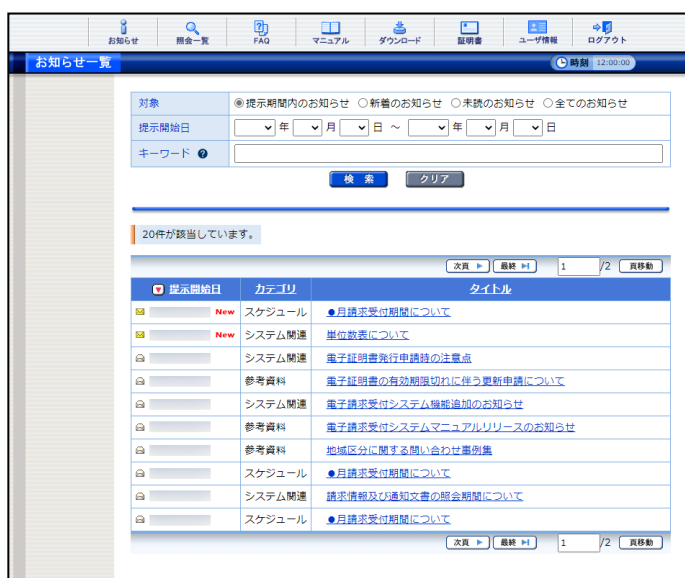 お知らせ 照会一覧 FAQ マニュアル ダウンロード 証明書 ユーザ情報 ログアウト
お知らせ一覧 時刻 12:00:00
対象 提示期間内のお知らせ 新着のお知らせ 未読のお知らせ 全てのお知らせ
提示開始日 年 月 日 ～ 年 月 日
キーワード ?
検 索 クリア
20件が該当しています。
次頁 最終 1 /2 頁移動
提示開始日 カテゴリ タイトル
New スケジュール ●月請求受付期間について
New システム関連 単位数表について
システム関連 電子証明書発行申請時の注意点
参考資料 電子証明書の有効期限切れに伴う更新申請について
システム関連 電子請求受付システム機能追加のお知らせ
参考資料 電子請求受付システムマニュアルリリースのお知らせ
参考資料 地域区分に関する問い合わせ事例集
スケジュール ●月請求受付期間について
システム関連 請求情報及び通知文書の照会期間について
スケジュール ●月請求受付期間について
次頁 最終 1 /2 頁移動